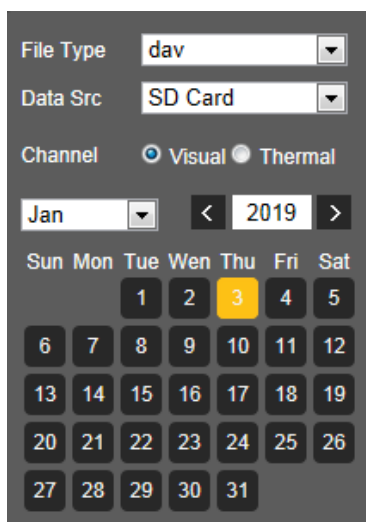 File Type dav
Data Src SD Card
Channel Visual Thermal
Jan < 2019 >
Sun Mon Tue Wen Thu Fri Sat
1 2 3 4 5
6 7 8 9 10 11 12
13 14 15 16 17 18 19
20 21 22 23 24 25 26
27 28 29 30 31